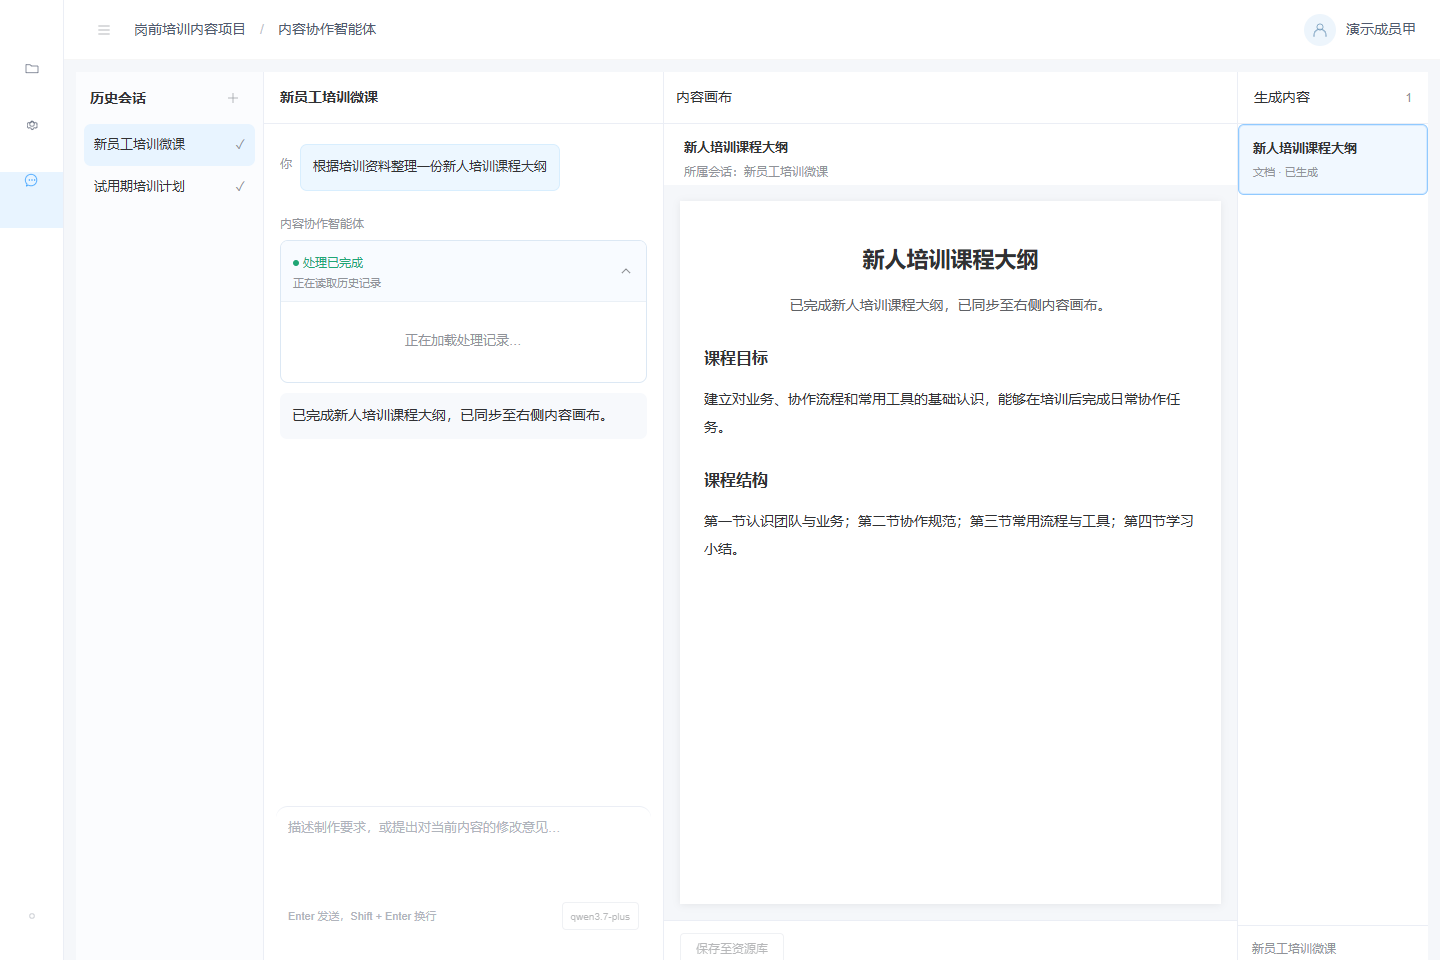 岗前培训内容项目 / 内容协作智能体
演示成员甲
历史会话
新员工培训微课
试用期培训计划
新员工培训微课
你
根据培训资料整理一份新人培训课程大纲
内容协作智能体
处理已完成
正在读取历史记录
正在加载处理记录...
已完成新人培训课程大纲，已同步至右侧内容画布。
描述制作要求，或提出对当前内容的修改意见...
Enter 发送，Shift + Enter 换行
qwen3.7-plus
内容画布
新人培训课程大纲
所属会话：新员工培训微课
新人培训课程大纲
已完成新人培训课程大纲，已同步至右侧内容画布。
课程目标
建立对业务、协作流程和常用工具的基础认识，能够在培训后完成日常协作任
务。
课程结构
第一节认识团队与业务；第二节协作规范；第三节常用流程与工具；第四节学习
小结。
保存至资源库
生成内容 1
新人培训课程大纲
文档 · 已生成
新员工培训微课